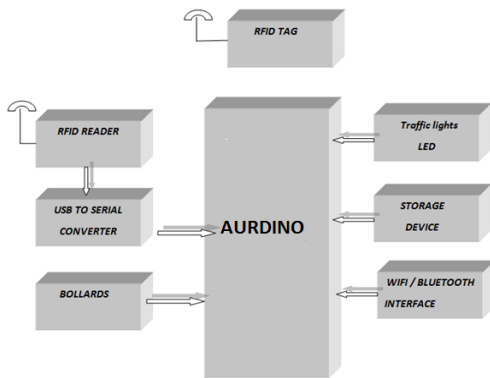 RFID TAG
RFID READER
Traffic lights
LED
USB TO SERIAL
CONVERTER
AURDINO
STORAGE
DEVICE
BOLLARDS
WIFI / BLUETOOTH
INTERFACE